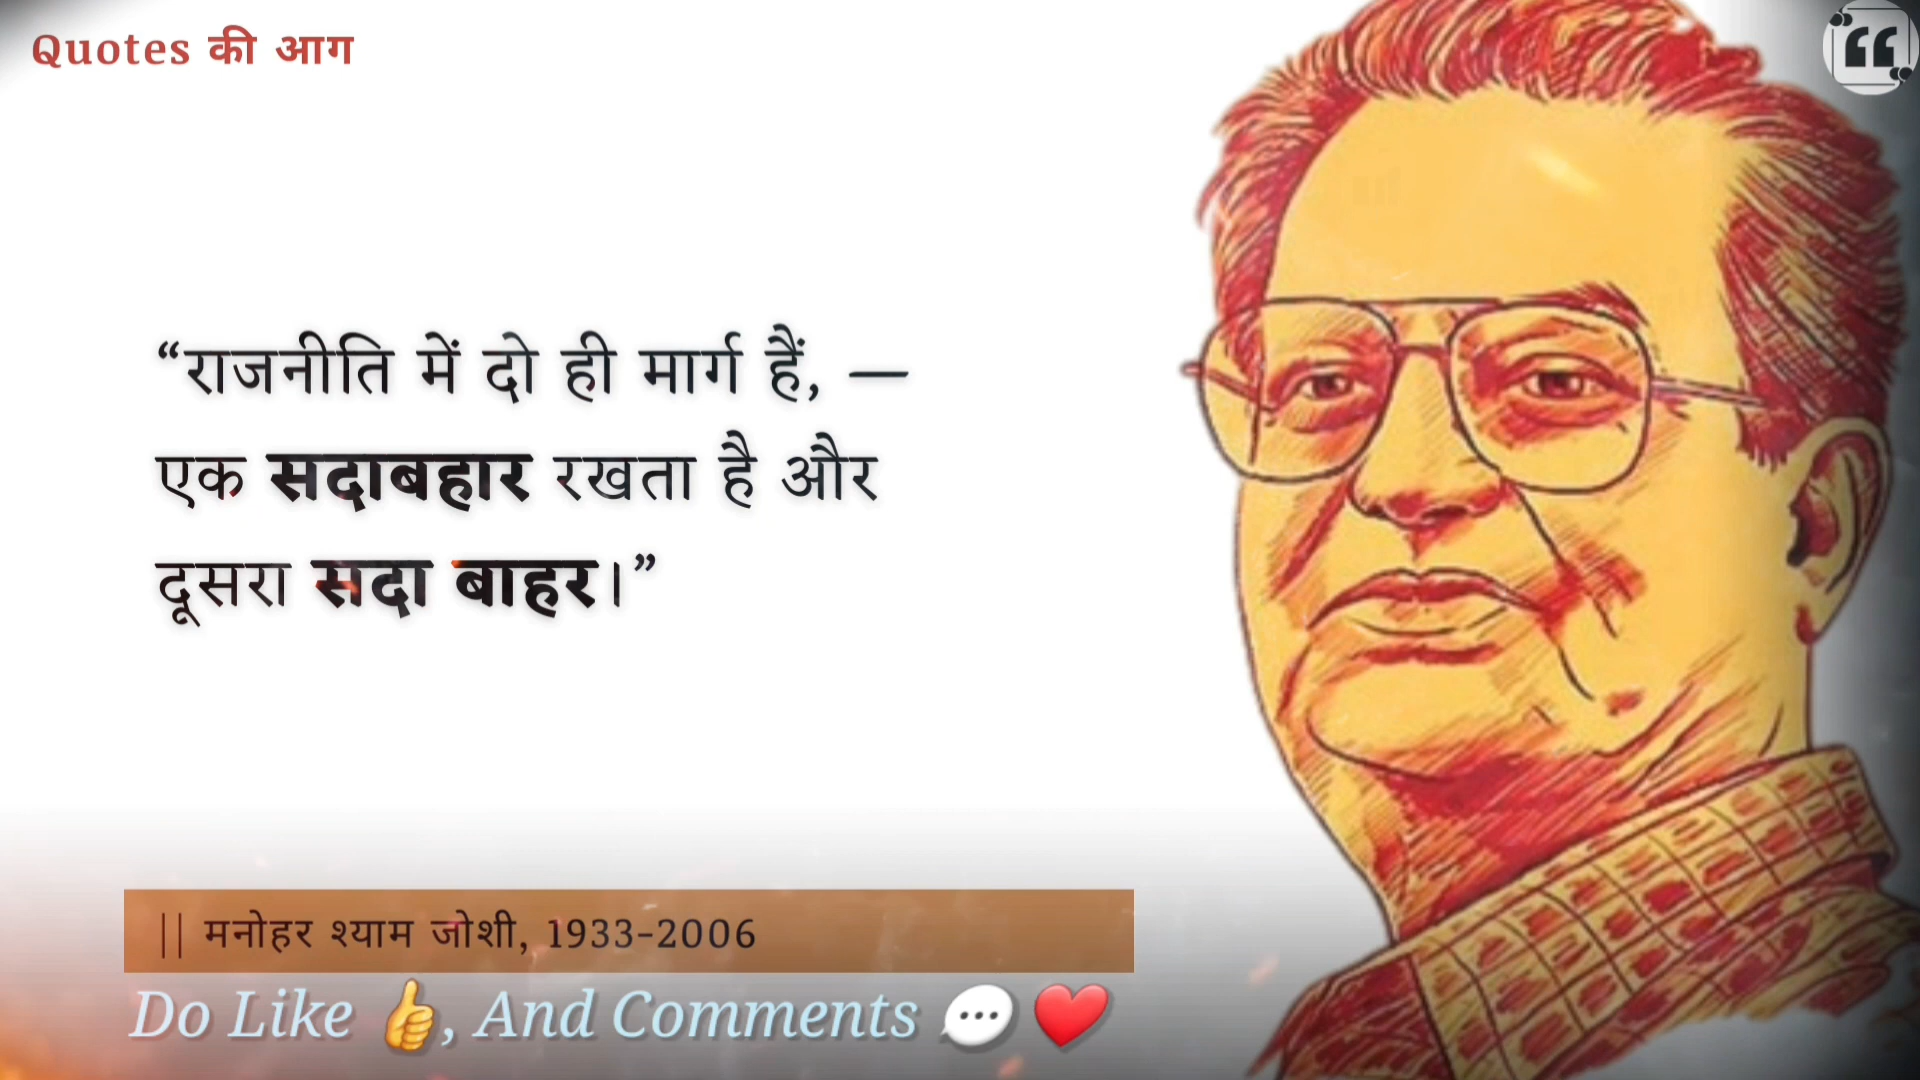 Quotes की आग
“राजनीति में दो ही मार्ग हैं, —
एक सदाबहार रखता है और
दूसरा सदा बाहर।”
|| मनोहर श्याम जोशी, 1933-2006
Do Like 👍, And Comments 💬 ❤️